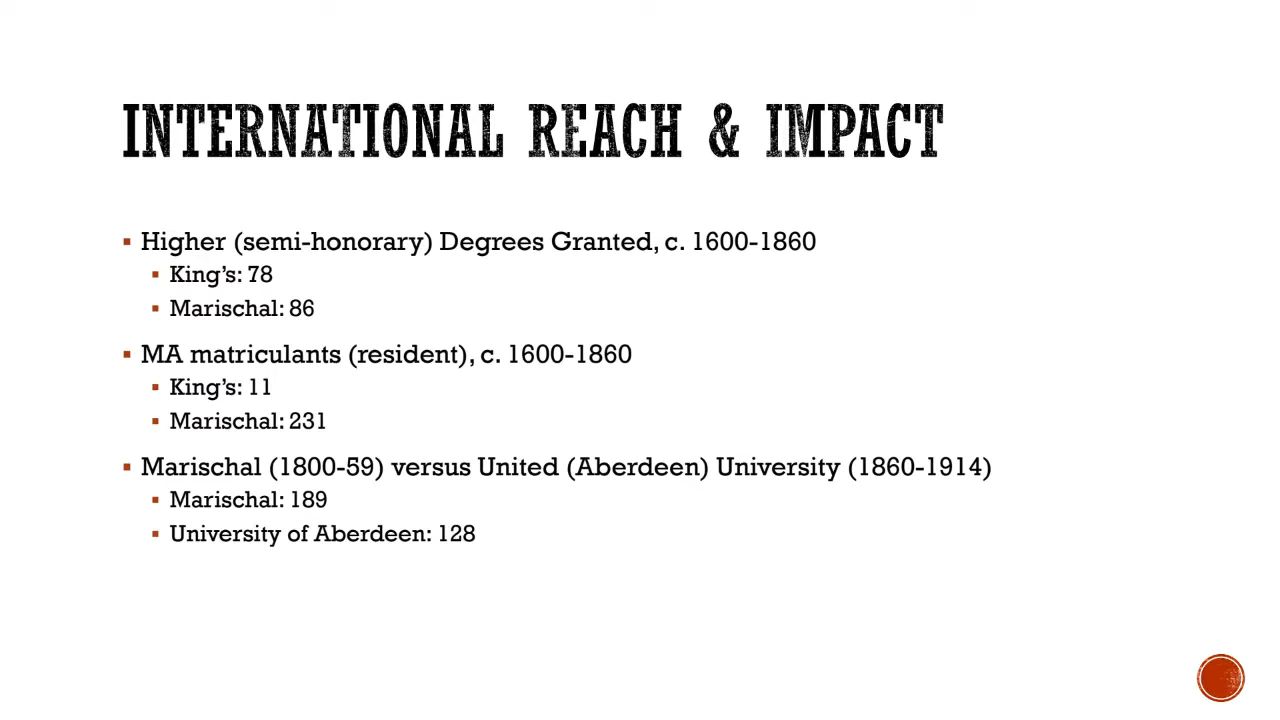 INTERNATIONAL REACH & IMPACT
▪ Higher (semi-honorary) Degrees Granted, c. 1600-1860
▪ King’s: 78
▪ Marischal: 86
▪ MA matriculants (resident), c. 1600-1860
▪ King’s: 11
▪ Marischal: 231
▪ Marischal (1800-59) versus United (Aberdeen) University (1860-1914)
▪ Marischal: 189
▪ University of Aberdeen: 128